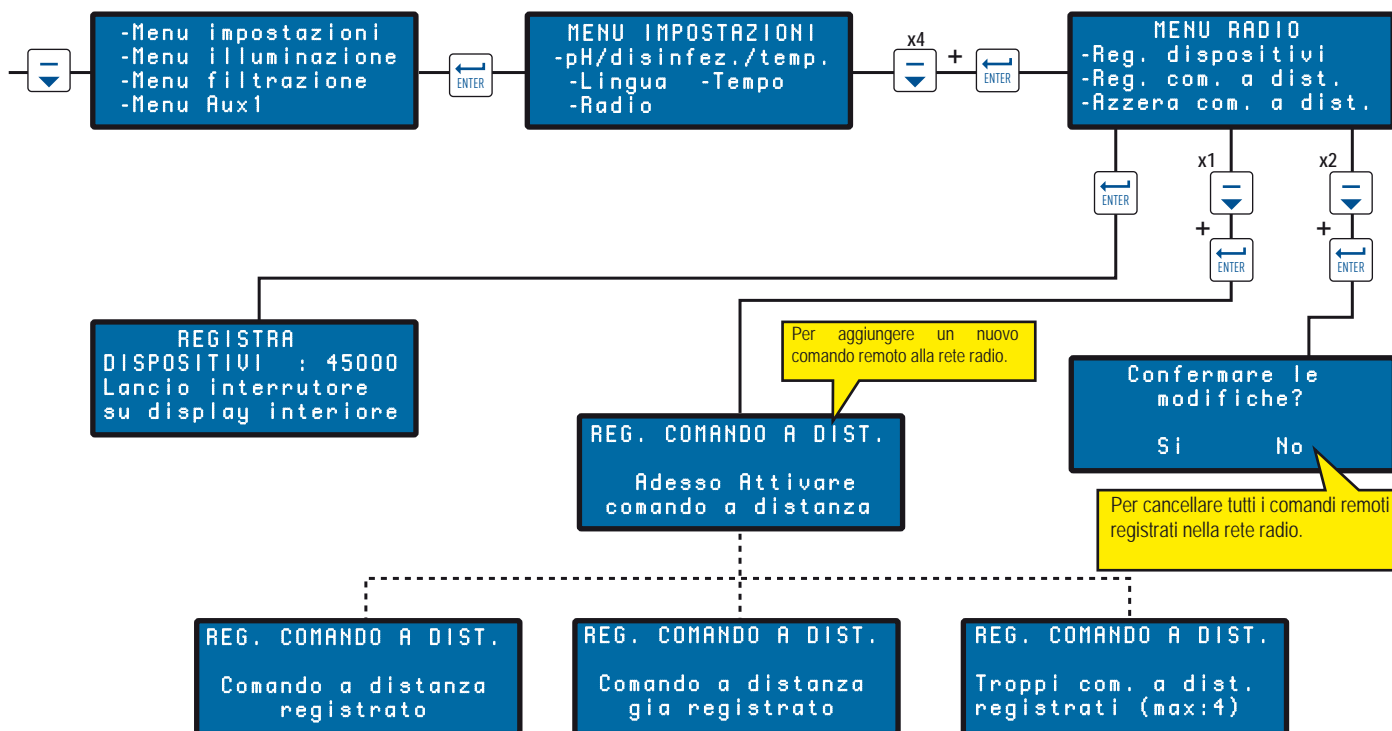 -Menu impostazioni
-Menu illuminazione
-Menu filtrazione
-Menu Aux1
ENTER
MENU IMPOSTAZIONI
-pH/disinfez./temp.
-Lingua -Tempo
-Radio
x4
+
ENTER
MENU RADIO
-Reg. dispositivi
-Reg. com. a dist.
-Azzera com. a dist.
ENTER
x1
+
ENTER
x2
+
ENTER
REGISTRA
DISPOSITIVI : 45000
Lancio interrutore
su display interiore
Per aggiungere un nuovo
comando remoto alla rete radio.
REG. COMANDO A DIST.
Adesso Attivare
comando a distanza
Confermare le
modifiche?
Si No
Per cancellare tutti i comandi remoti
registrati nella rete radio.
REG. COMANDO A DIST.
Comando a distanza
registrato
REG. COMANDO A DIST.
Comando a distanza
gia registrato
REG. COMANDO A DIST.
Troppi com. a dist.
registrati (max:4)